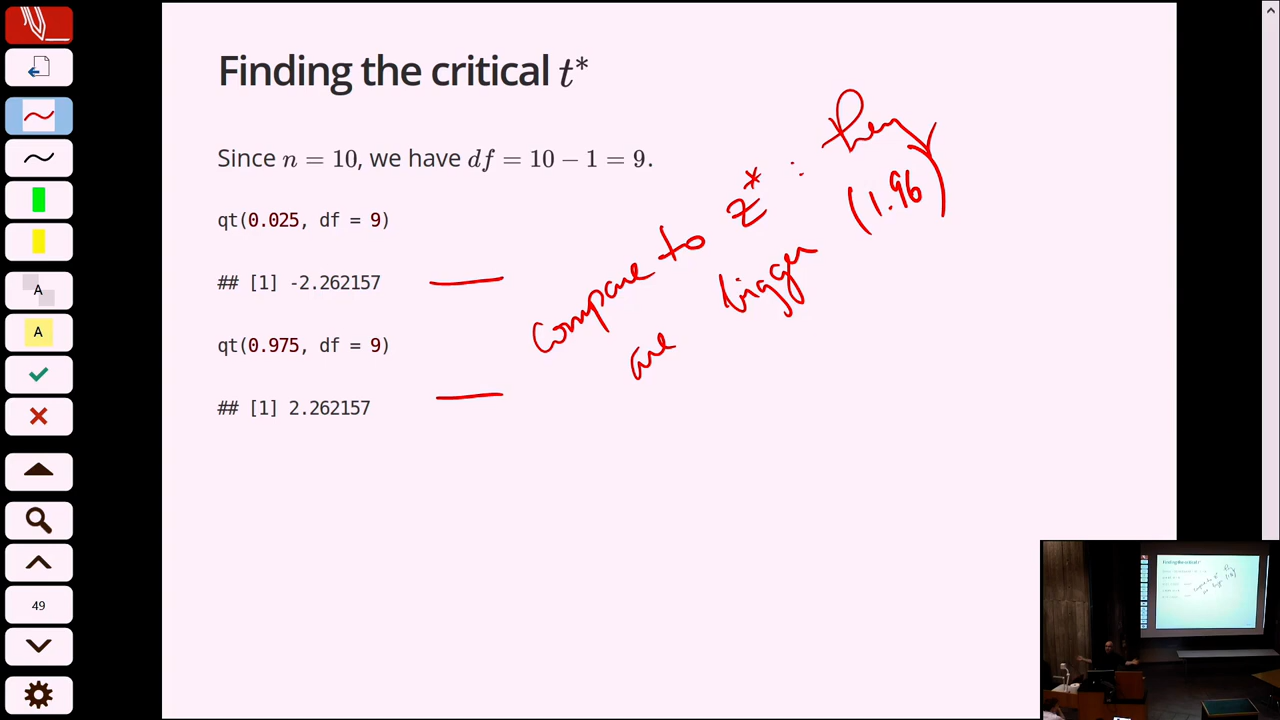 Finding the critical t*
Since n = 10, we have df = 10 − 1 = 9.
qt(0.025, df = 9)
## [1] -2.262157
qt(0.975, df = 9)
## [1] 2.262157
compare to z* : they
are bigger (1.96)
A
A
49